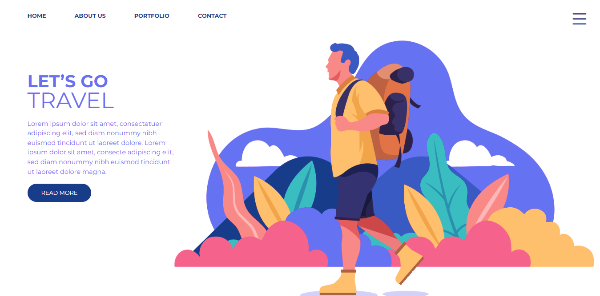 HOME ABOUT US PORTFOLIO CONTACT
LET'S GO
TRAVEL
Lorem ipsum dolor sit amet, consectetuer
adipiscing elit, sed diam nonummy nibh
euismod tincidunt ut laoreet dolore. Lorem
ipsum dolor sit amet, consecte adipiscing elit,
sed diam nonummy nibh euismod tincidunt
ut laoreet dolore magna.
READ MORE